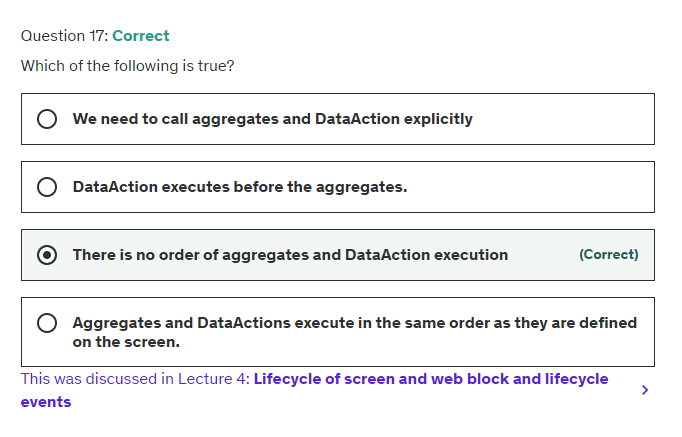 Question 17: Correct
Which of the following is true?
We need to call aggregates and DataAction explicitly
DataAction executes before the aggregates.
There is no order of aggregates and DataAction execution (Correct)
Aggregates and DataActions execute in the same order as they are defined
on the screen.
This was discussed in Lecture 4: Lifecycle of screen and web block and lifecycle
events